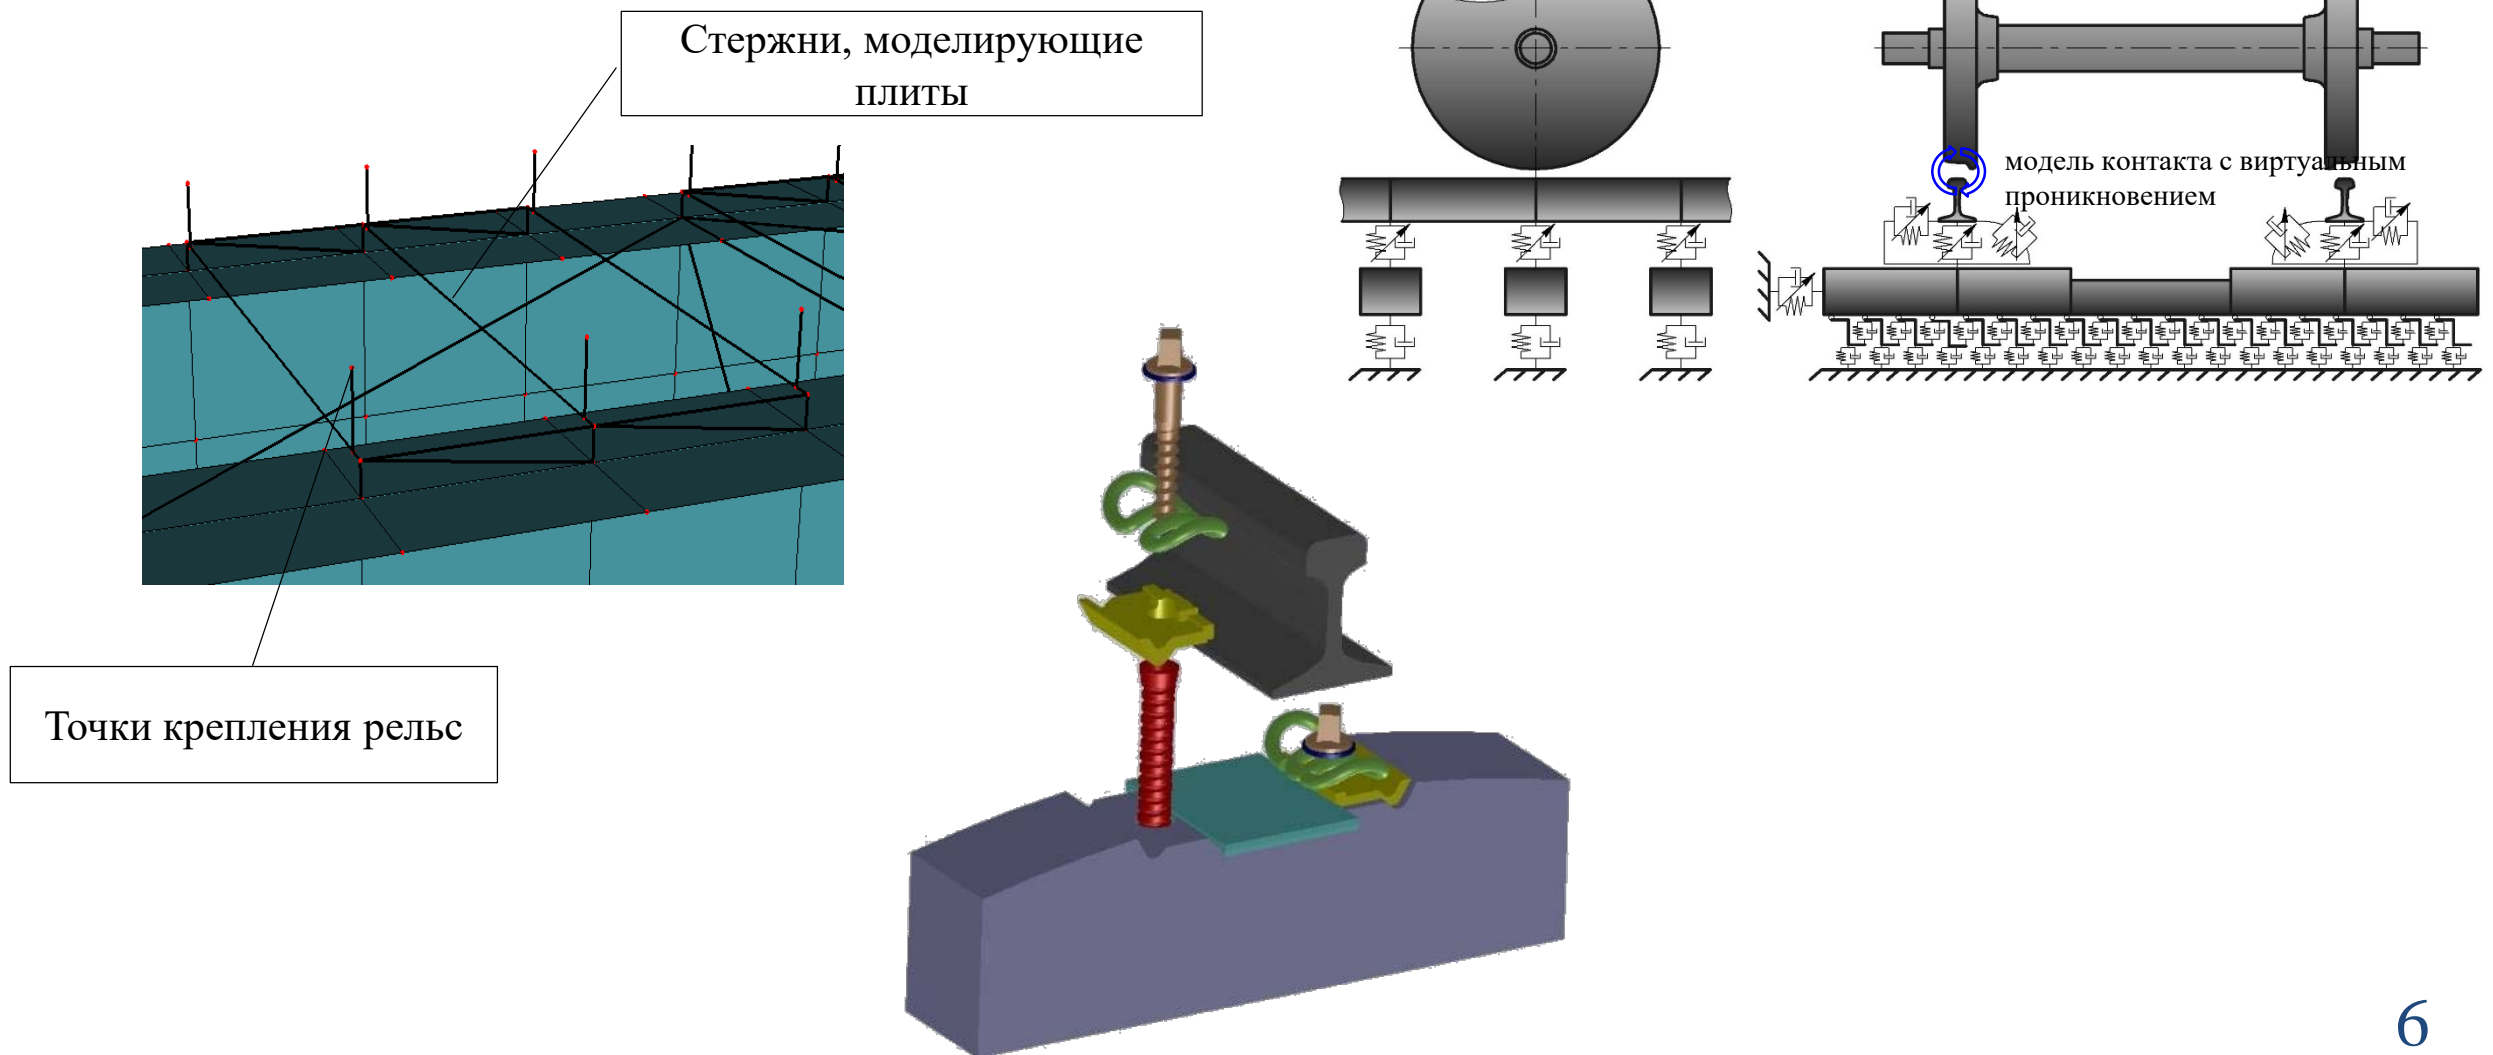 Стержни, моделирующие
плиты
модель контакта с виртуальным
проникновением
Точки крепления рельс
6